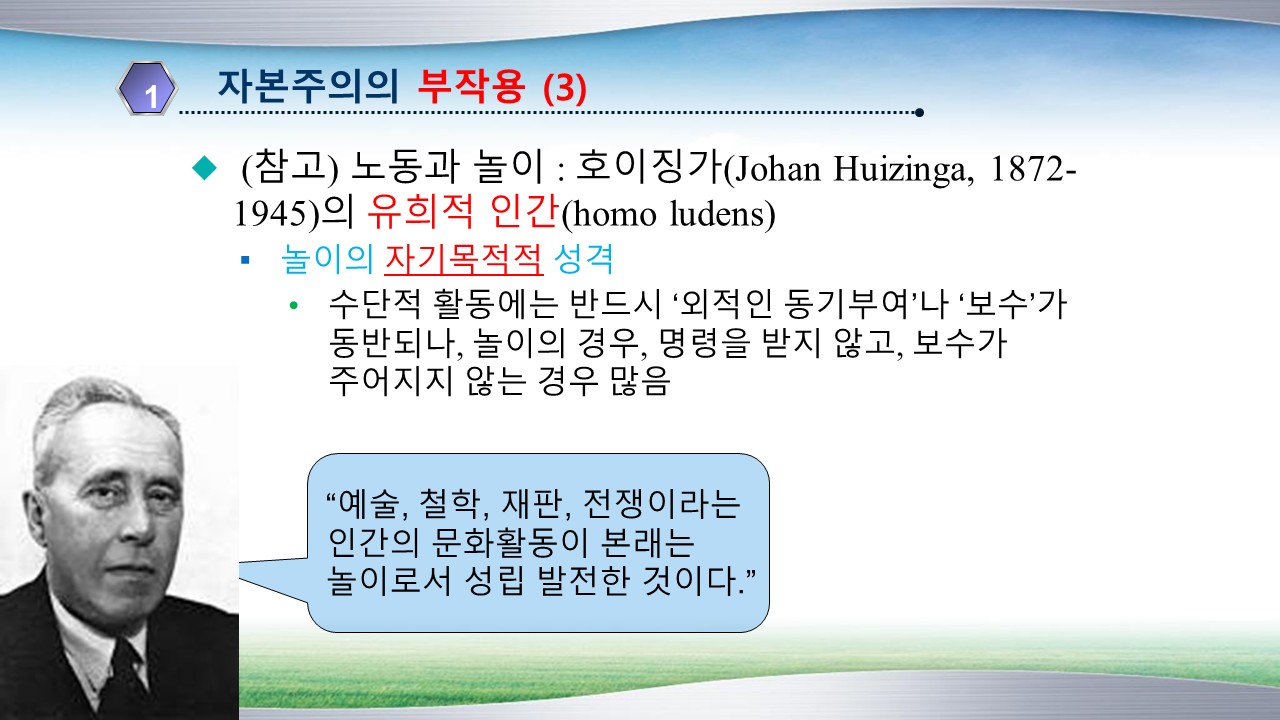 1
자본주의의 부작용 (3)
(참고) 노동과 놀이 : 호이징가(Johan Huizinga, 1872-
1945)의 유희적 인간(homo ludens)
놀이의 자기목적적 성격
수단적 활동에는 반드시 ‘외적인 동기부여’나 ‘보수’가
동반되나, 놀이의 경우, 명령을 받지 않고, 보수가
주어지지 않는 경우 많음
“예술, 철학, 재판, 전쟁이라는
인간의 문화활동이 본래는
놀이로서 성립 발전한 것이다.”